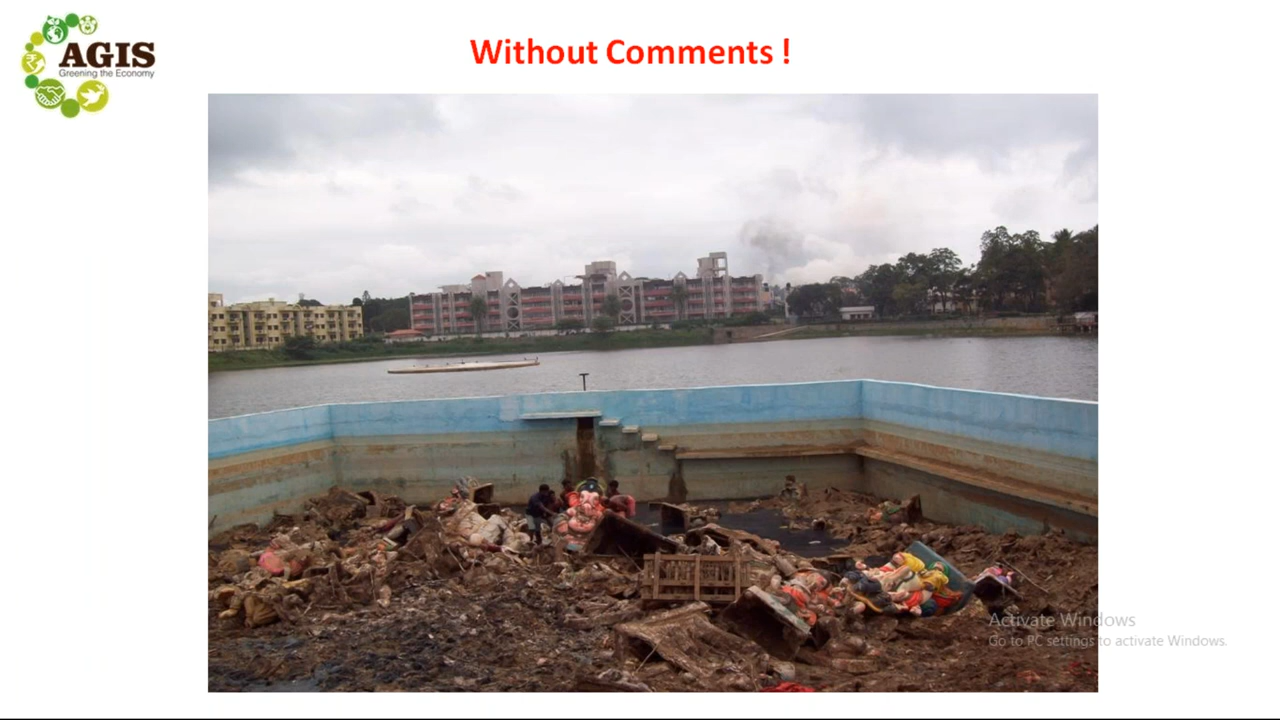 AGIS
Greening the Economy
Without Comments !
Activate Windows
Go to PC settings to activate Windows.